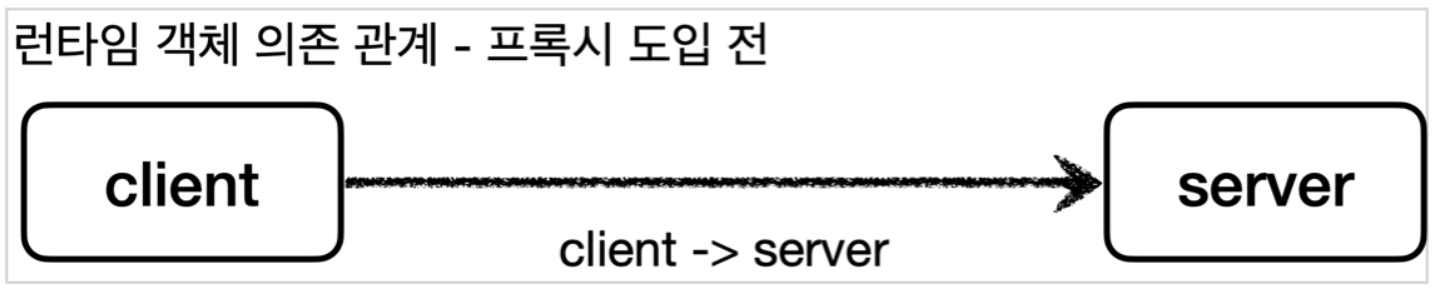 런타임 객체 의존 관계 - 프록시 도입 전
client
server
client -> server